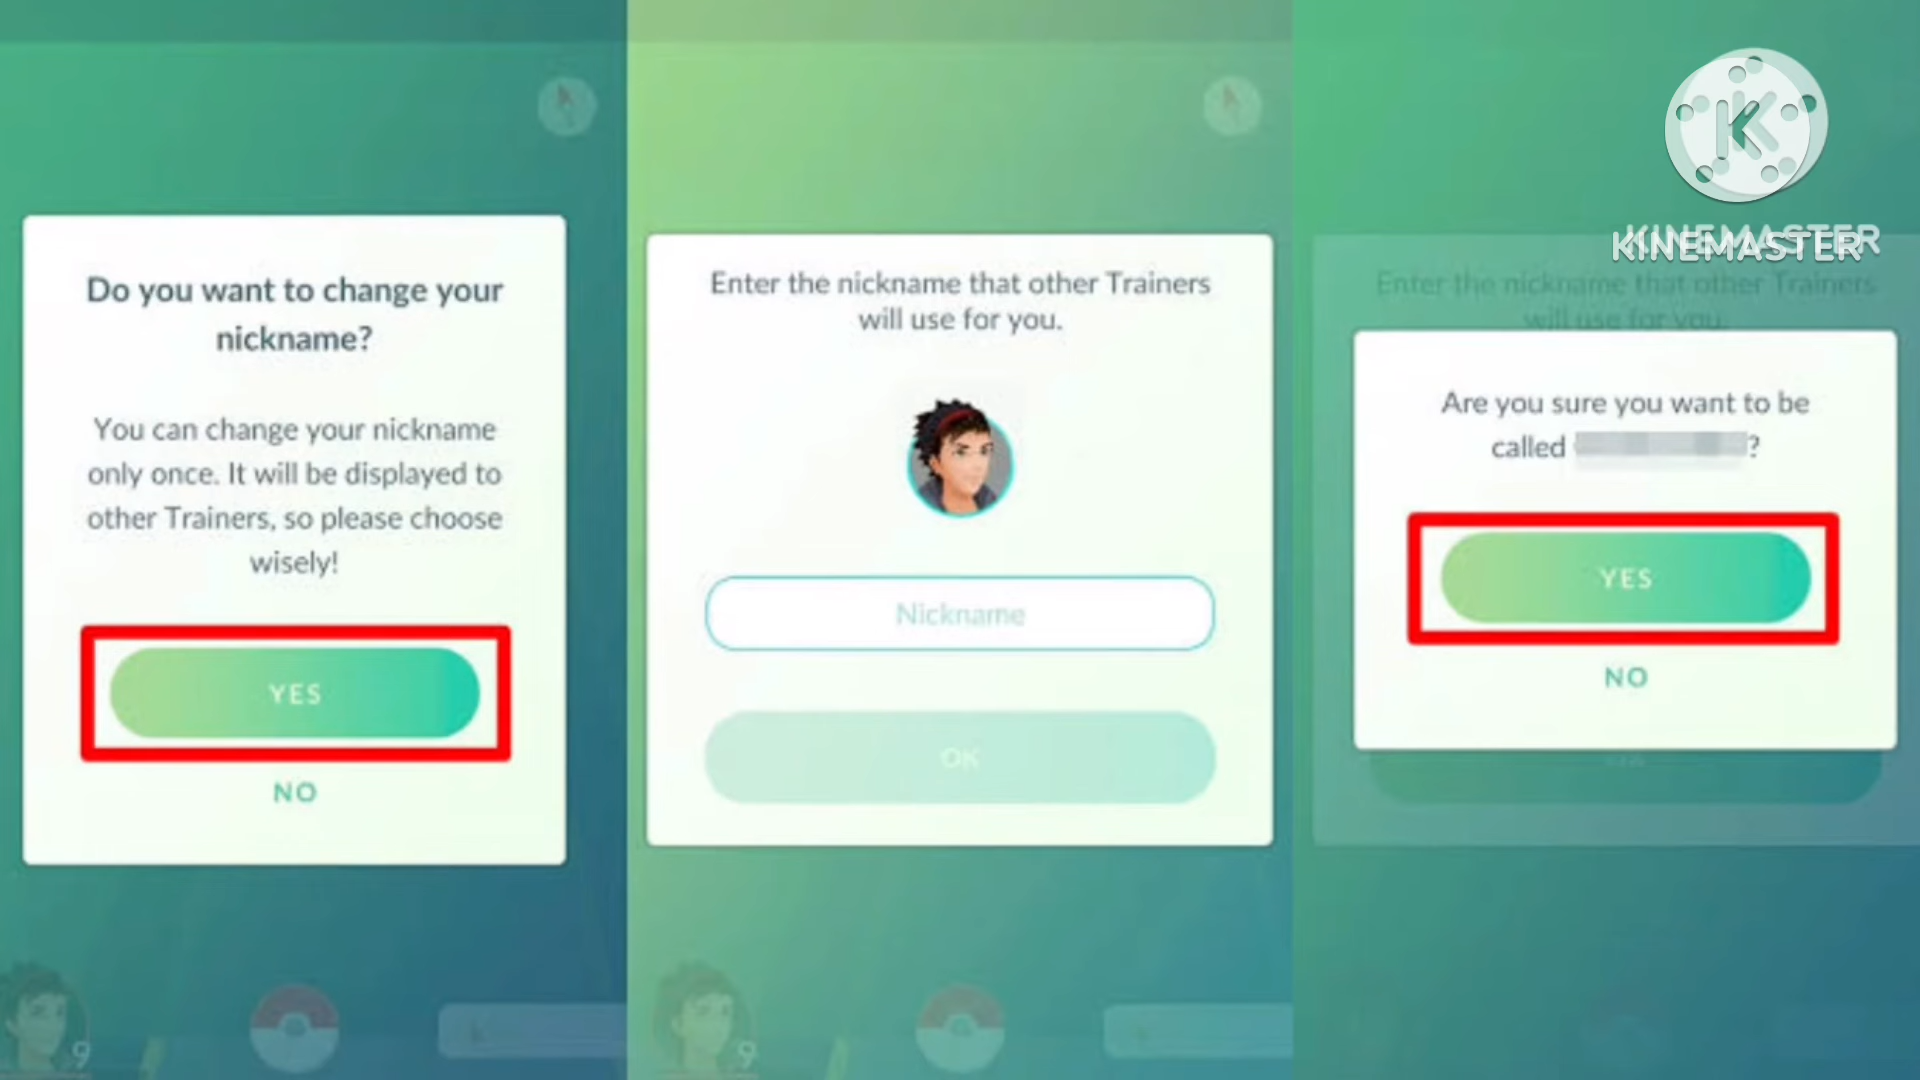 Do you want to change your
nickname?
You can change your nickname
only once. It will be displayed to
other Trainers, so please choose
wisely!
YES
NO
9
Enter the nickname that other Trainers
will use for you.
Nickname
OK
9
KINEMASTER
KINEMASTER
Enter the nickname that other Trainers
will use for you.
Are you sure you want to be
called ?
YES
NO